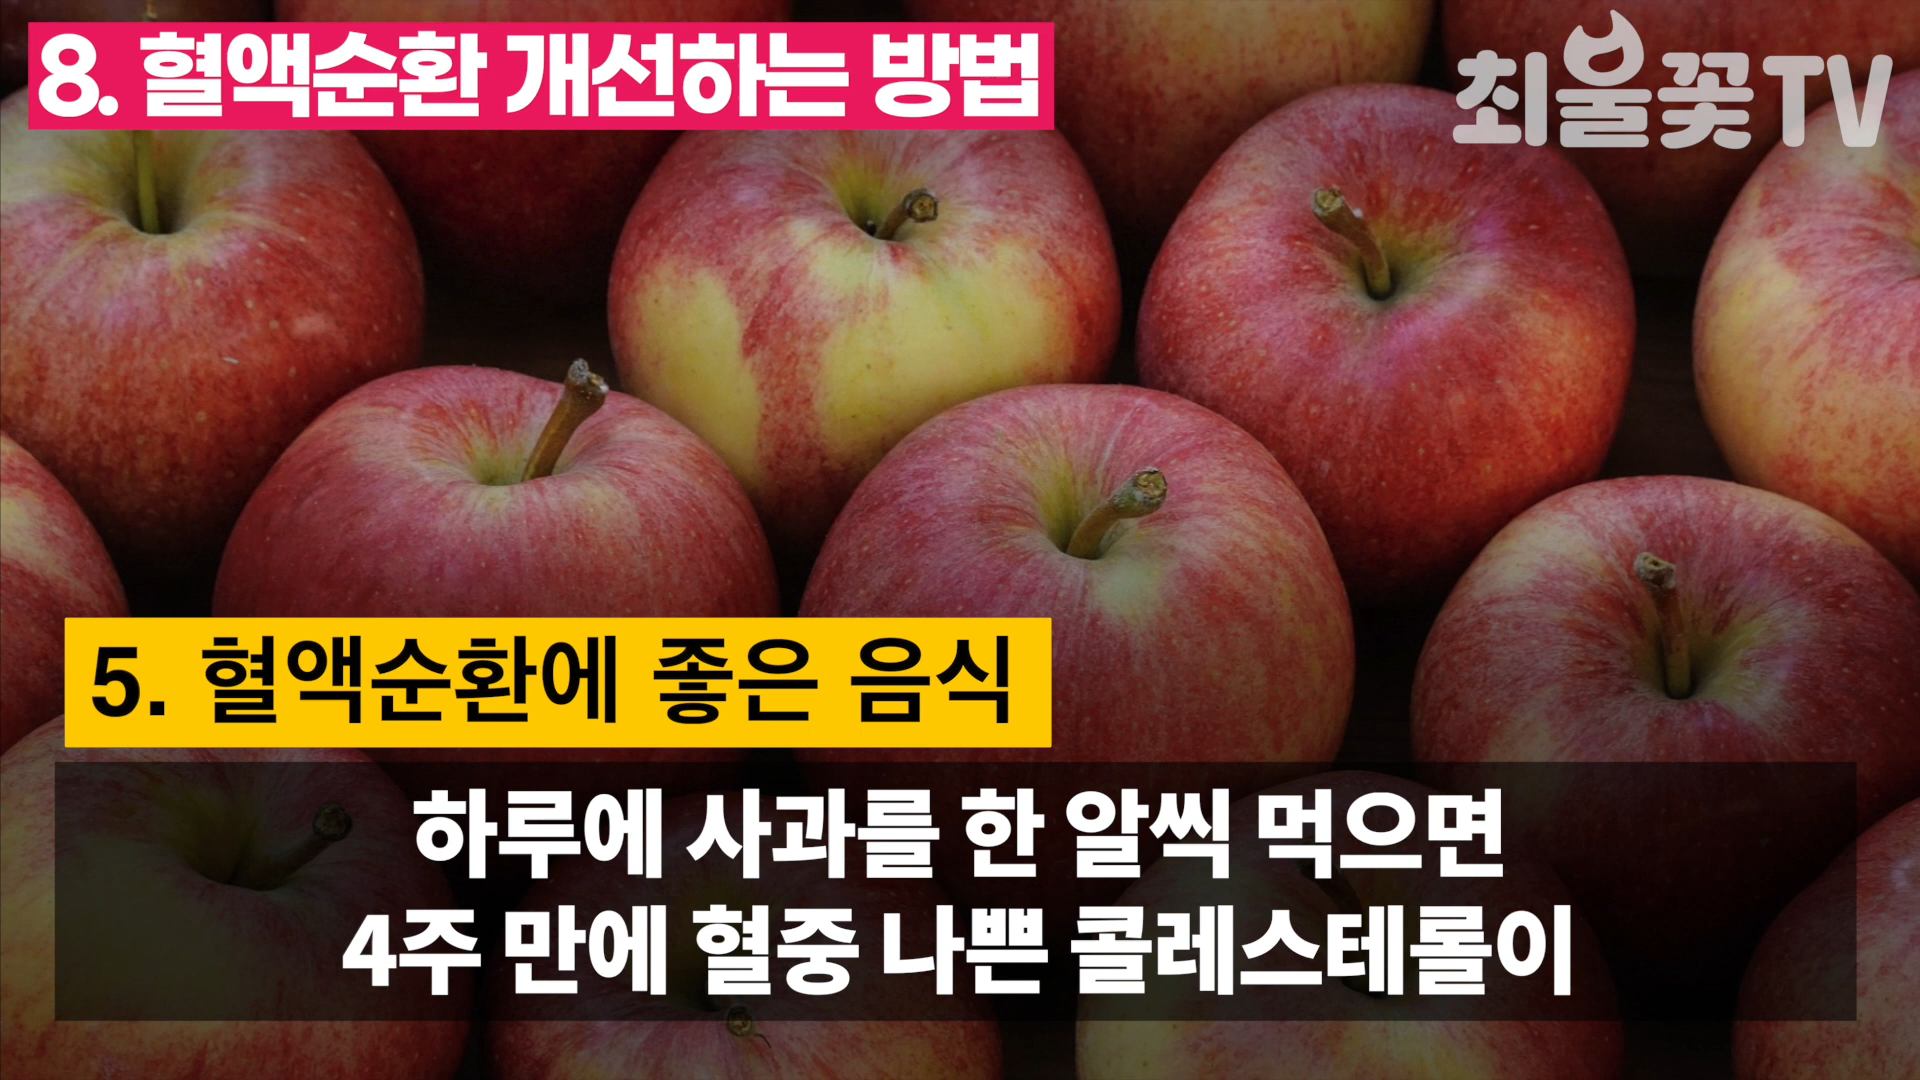 8. 혈액순환 개선하는 방법
최울꽃TV
5. 혈액순환에 좋은 음식
하루에 사과를 한 알씩 먹으면
4주 만에 혈중 나쁜 콜레스테롤이